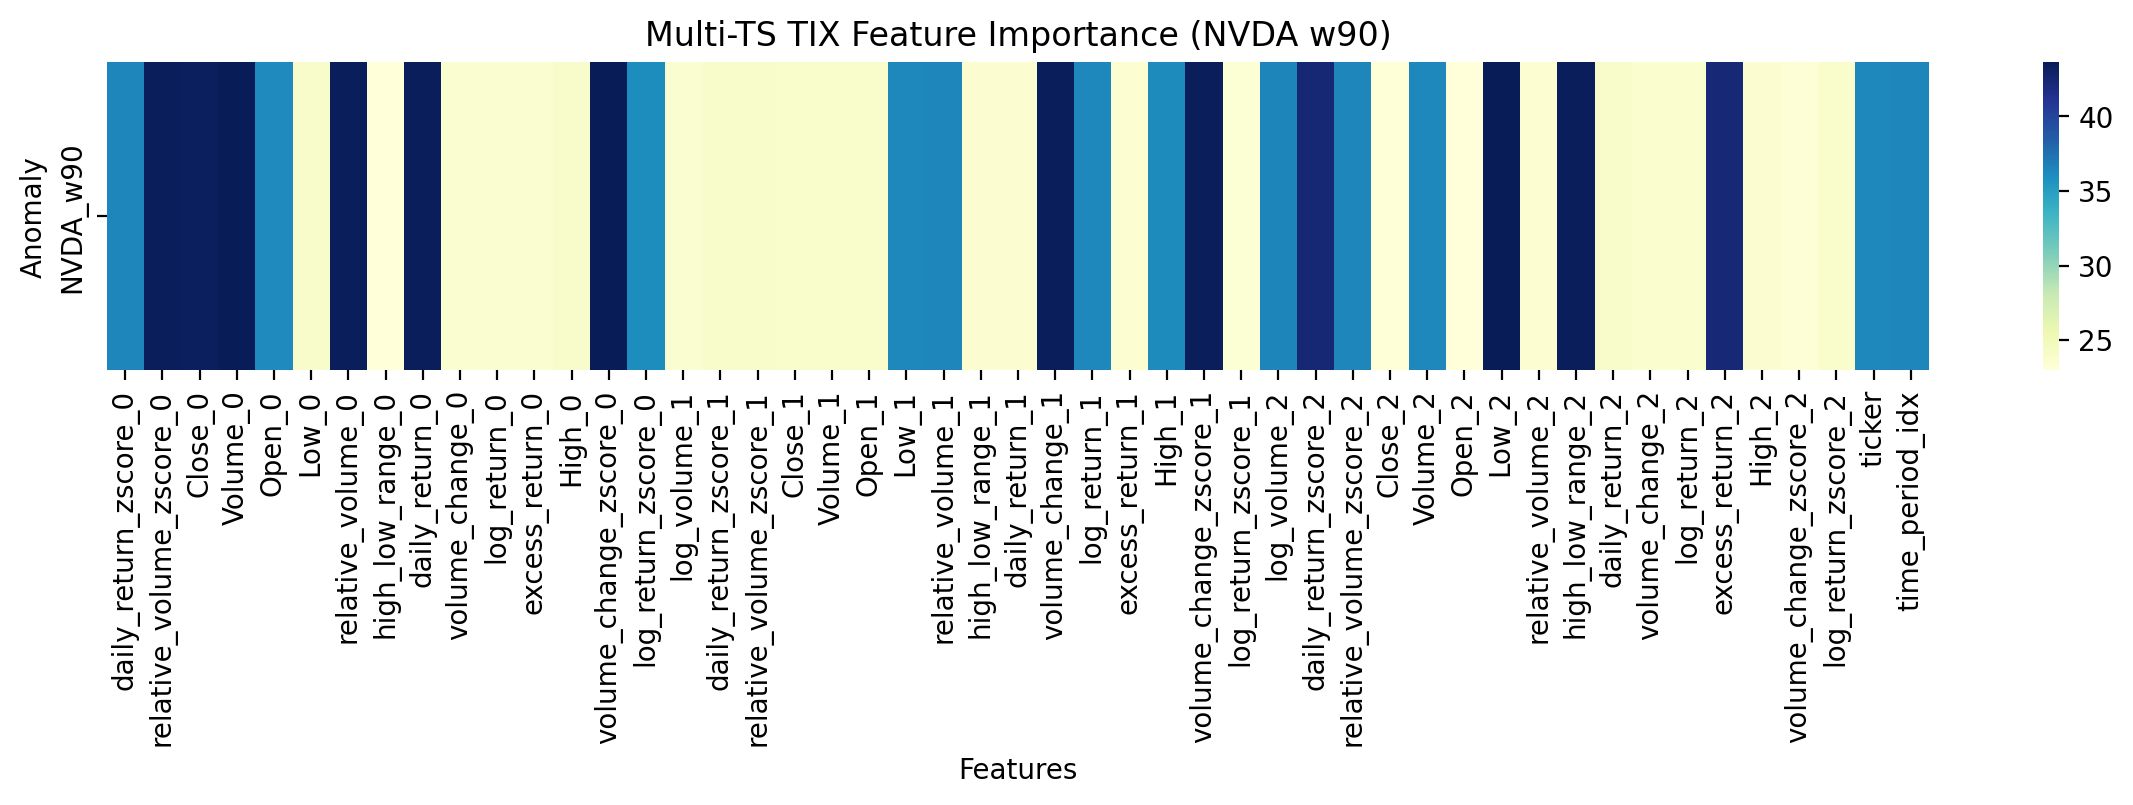 Multi-TS TIX Feature Importance (NVDA w90)
Anomaly
NVDA_w90
40
35
30
25
daily_return_zscore_0
relative_volume_zscore_0
Close_0
Volume_0
Open_0
Low_0
relative_volume_0
high_low_range_0
daily_return_0
volume_change_0
log_return_0
excess_return_0
High_0
volume_change_zscore_0
log_return_zscore_0
log_volume_1
daily_return_zscore_1
relative_volume_zscore_1
Close_1
Volume_1
Open_1
Low_1
relative_volume_1
high_low_range_1
daily_return_1
volume_change_1
log_return_1
excess_return_1
High_1
volume_change_zscore_1
log_return_zscore_1
log_volume_2
daily_return_zscore_2
relative_volume_zscore_2
Close_2
Volume_2
Open_2
Low_2
relative_volume_2
high_low_range_2
daily_return_2
volume_change_2
log_return_2
excess_return_2
High_2
volume_change_zscore_2
log_return_zscore_2
ticker
time_period_idx
Features